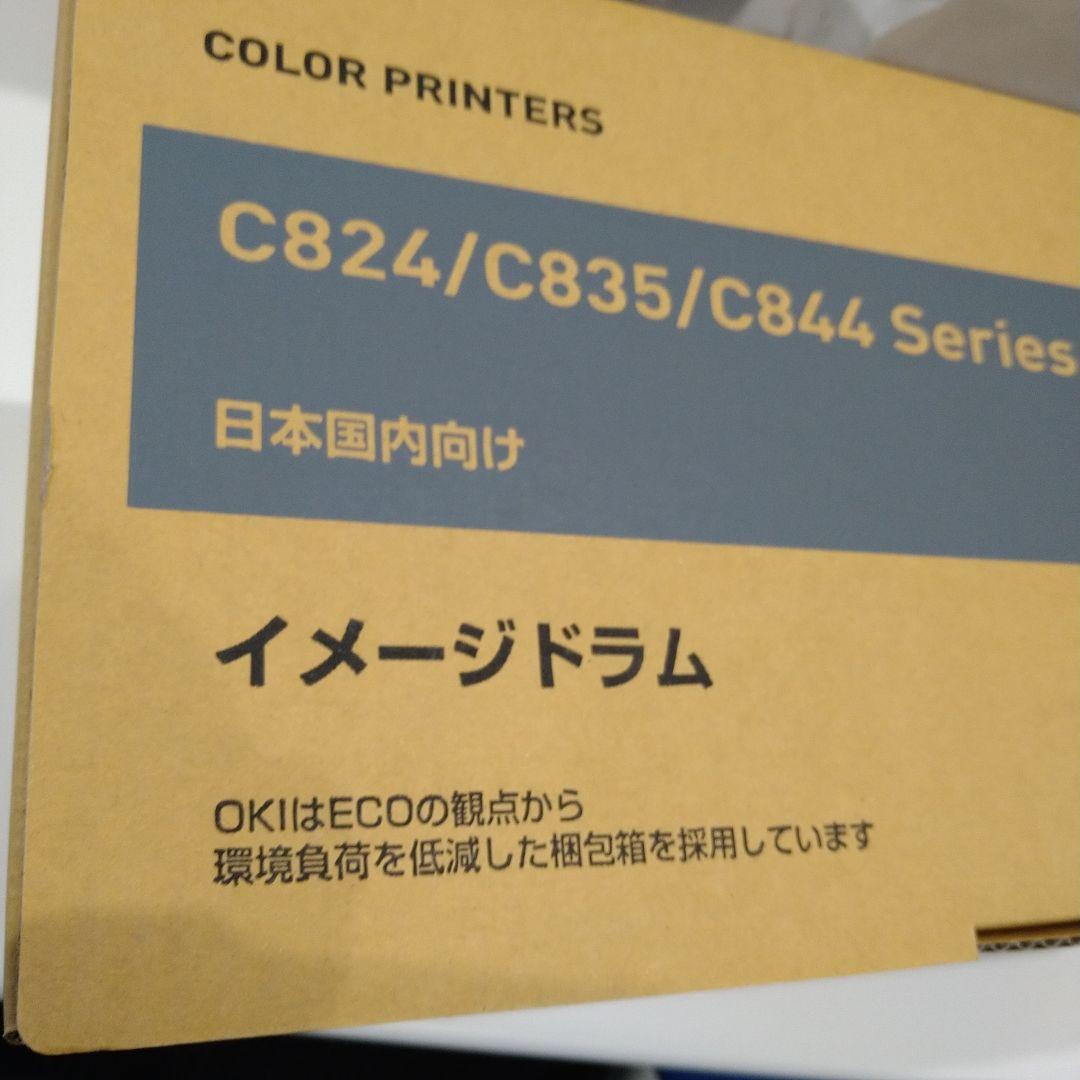 COLOR PRINTERS
C824/C835/C844 Series
日本国内向け
イメージドラム
OKIはECOの観点から
環境負荷を低減した梱包箱を採用しています